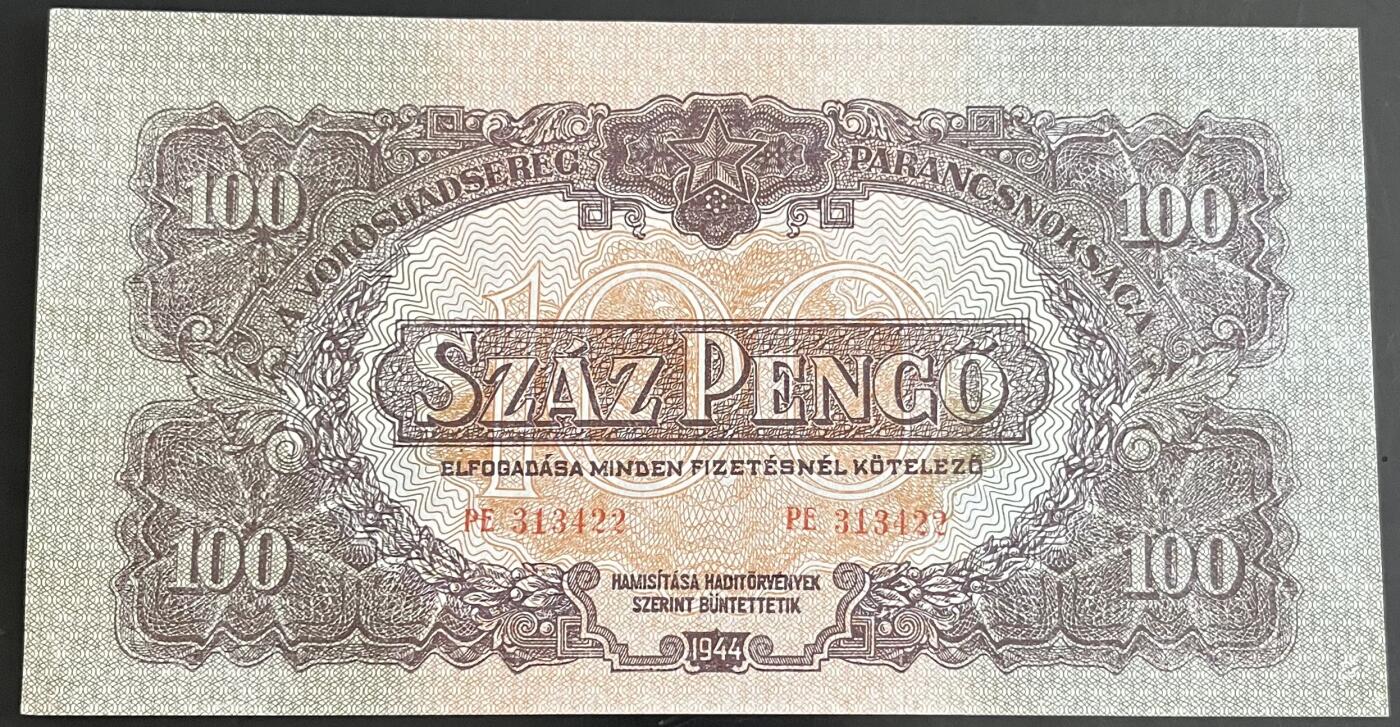 A VÖRÖSHADSEREG PARANCSNOKSÁGA
100 100
100
SZÁZ PENGŐ
ELFOGADÁSA MINDEN FIZETÉSNÉL KÖTELEZŐ
PE 313422 PE 313422
100 100
HAMISÍTÁSA HADITÖRVÉNYEK
SZERINT BÜNTETTETIK
1944